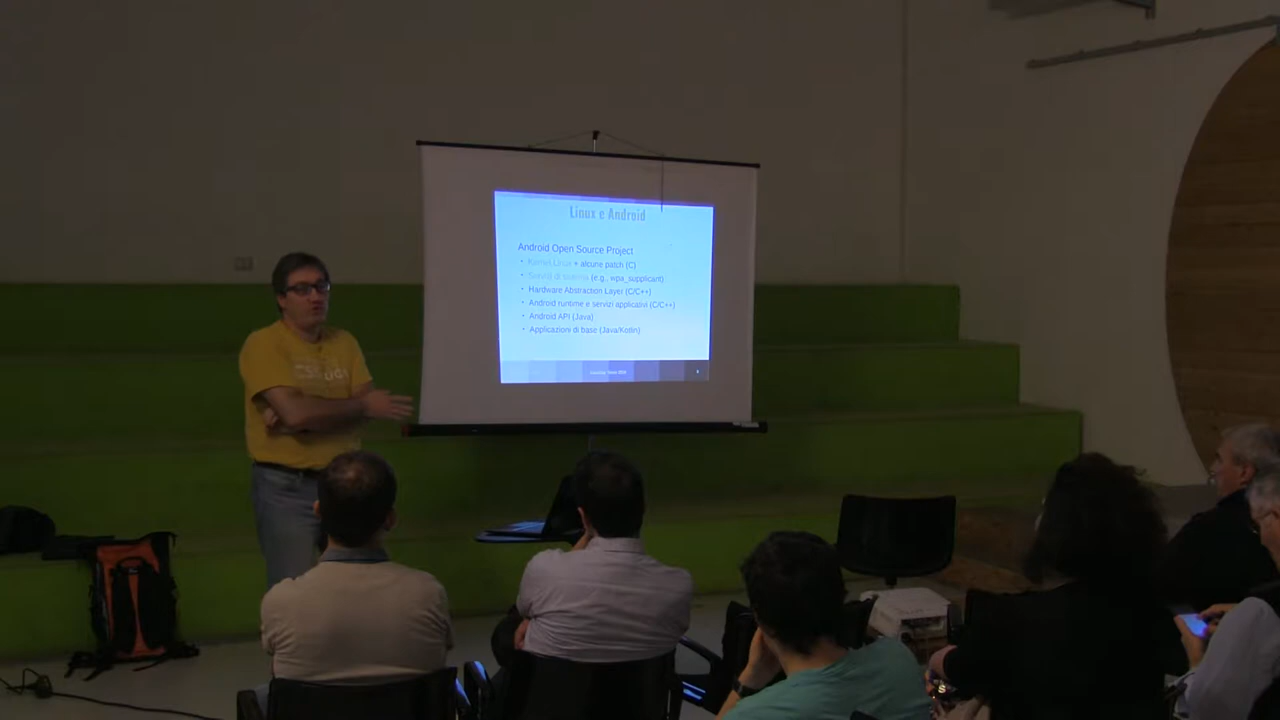 Linux e Android
Android Open Source Project
• Kernel Linux + alcune patch (C)
• Servizi di sistema (e.g., wpa_supplicant)
• Hardware Abstraction Layer (C/C++)
• Android runtime e servizi applicativi (C/C++)
• Android API (Java)
• Applicazioni di base (Java/Kotlin)